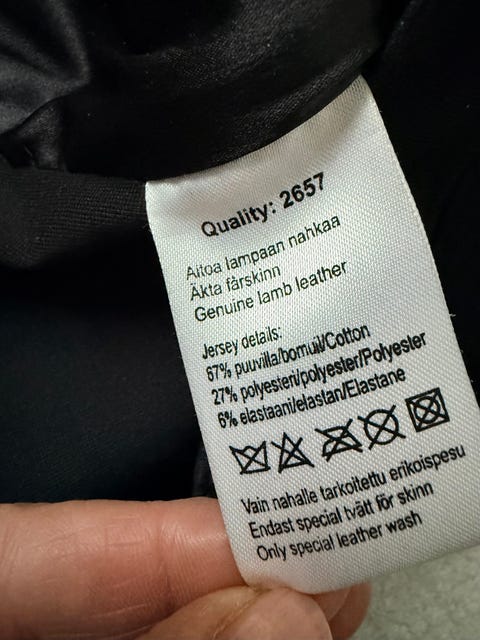 Quality: 2657
Aitoa lampaan nahkaa
Äkta fårskinn
Genuine lamb leather
Jersey details:
67% puuvilla/bomull/Cotton
27% polyesteri/polyester/Polyester
6% elastaani/elastan/Elastane
Vain nahalle tarkoitettu erikoispesu
Endast special tvätt för skinn
Only special leather wash